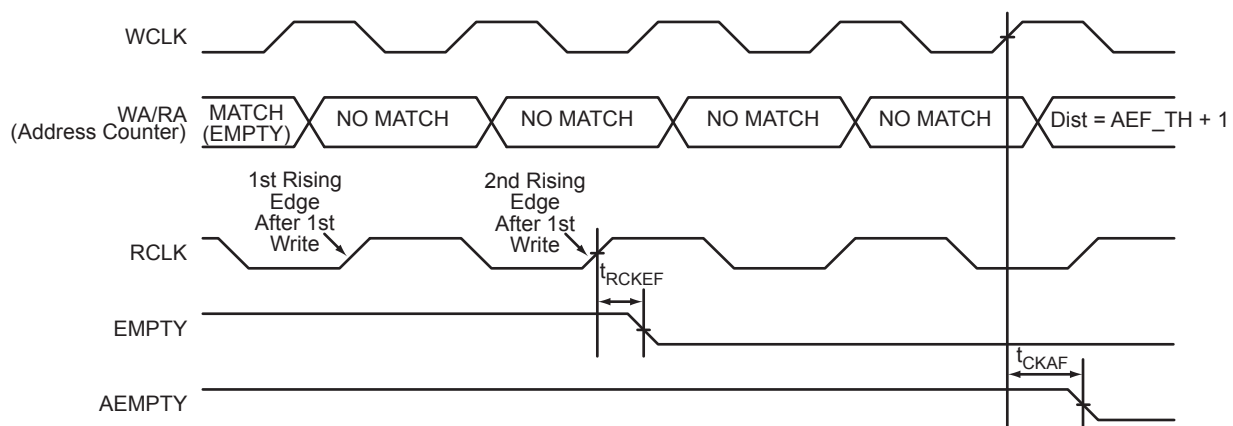 WCLK
WA/RA
(Address Counter)
MATCH
(EMPTY)
NO MATCH
NO MATCH
NO MATCH
NO MATCH
Dist = AEF_TH + 1
1st Rising
Edge
After 1st
Write
2nd Rising
Edge
After 1st
Write
RCLK
tRCKEF
EMPTY
tCKAF
AEMPTY